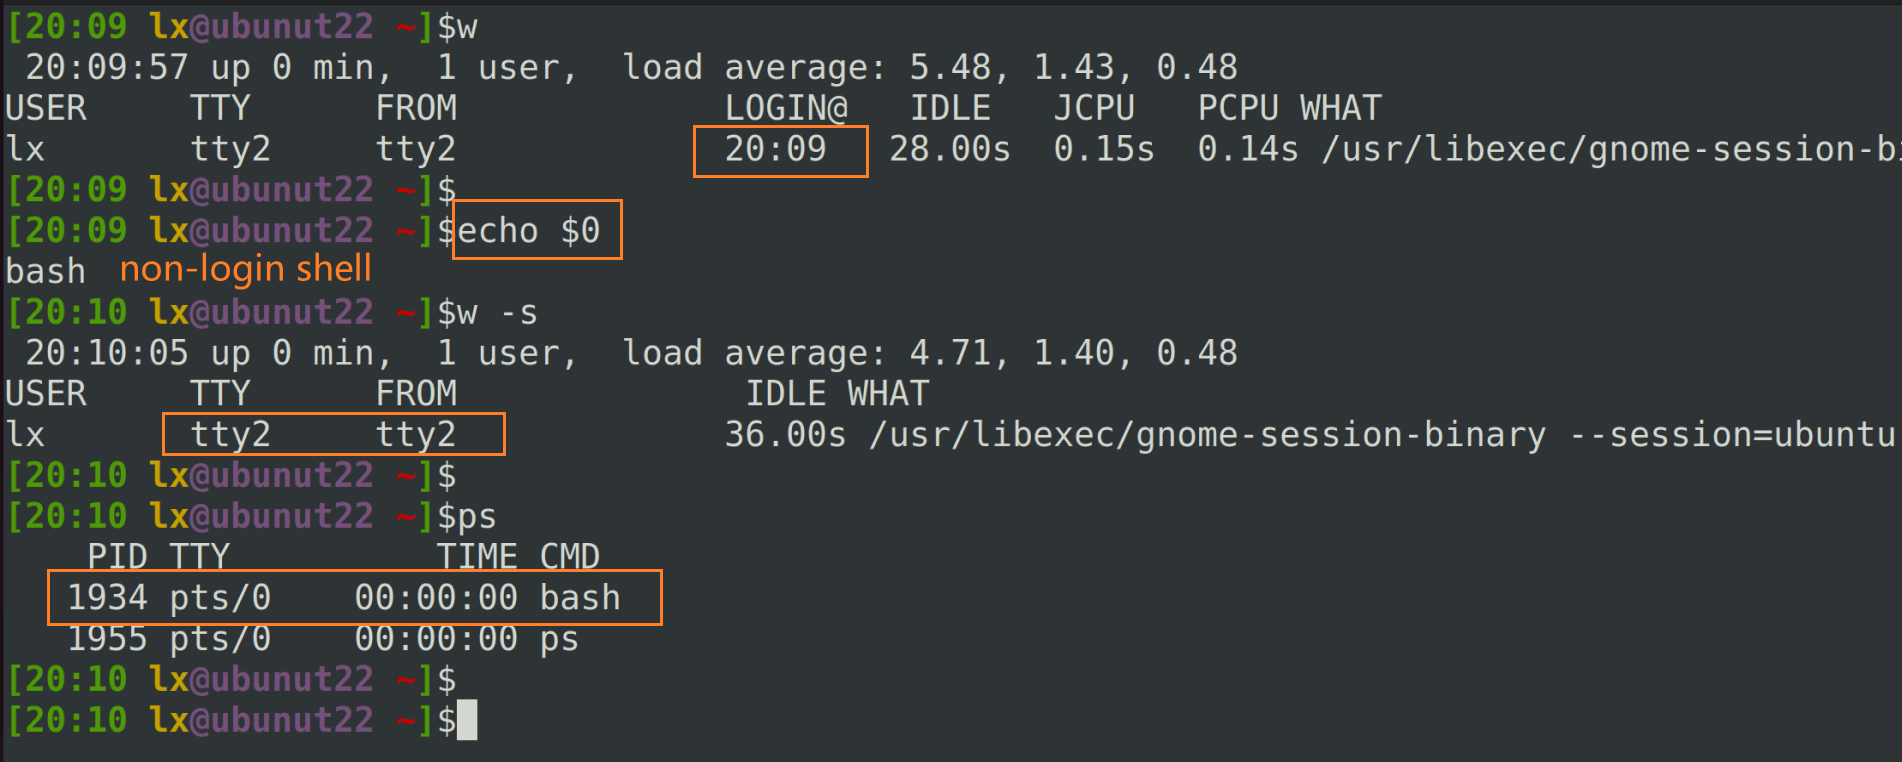 [20:09 lx@ubunut22 ~]$w
 20:09:57 up 0 min,  1 user,  load average: 5.48, 1.43, 0.48
USER     TTY      FROM             LOGIN@   IDLE   JCPU   PCPU WHAT
lx       tty2     tty2             20:09   28.00s  0.15s  0.14s /usr/libexec/gnome-session-bi
[20:09 lx@ubunut22 ~]$
[20:09 lx@ubunut22 ~]$echo $0
bash non-login shell
[20:10 lx@ubunut22 ~]$w -s
 20:10:05 up 0 min,  1 user,  load average: 4.71, 1.40, 0.48
USER     TTY      FROM              IDLE WHAT
lx       tty2     tty2             36.00s /usr/libexec/gnome-session-binary --session=ubuntu
[20:10 lx@ubunut22 ~]$
[20:10 lx@ubunut22 ~]$ps
    PID TTY          TIME CMD
   1934 pts/0    00:00:00 bash
   1955 pts/0    00:00:00 ps
[20:10 lx@ubunut22 ~]$
[20:10 lx@ubunut22 ~]$